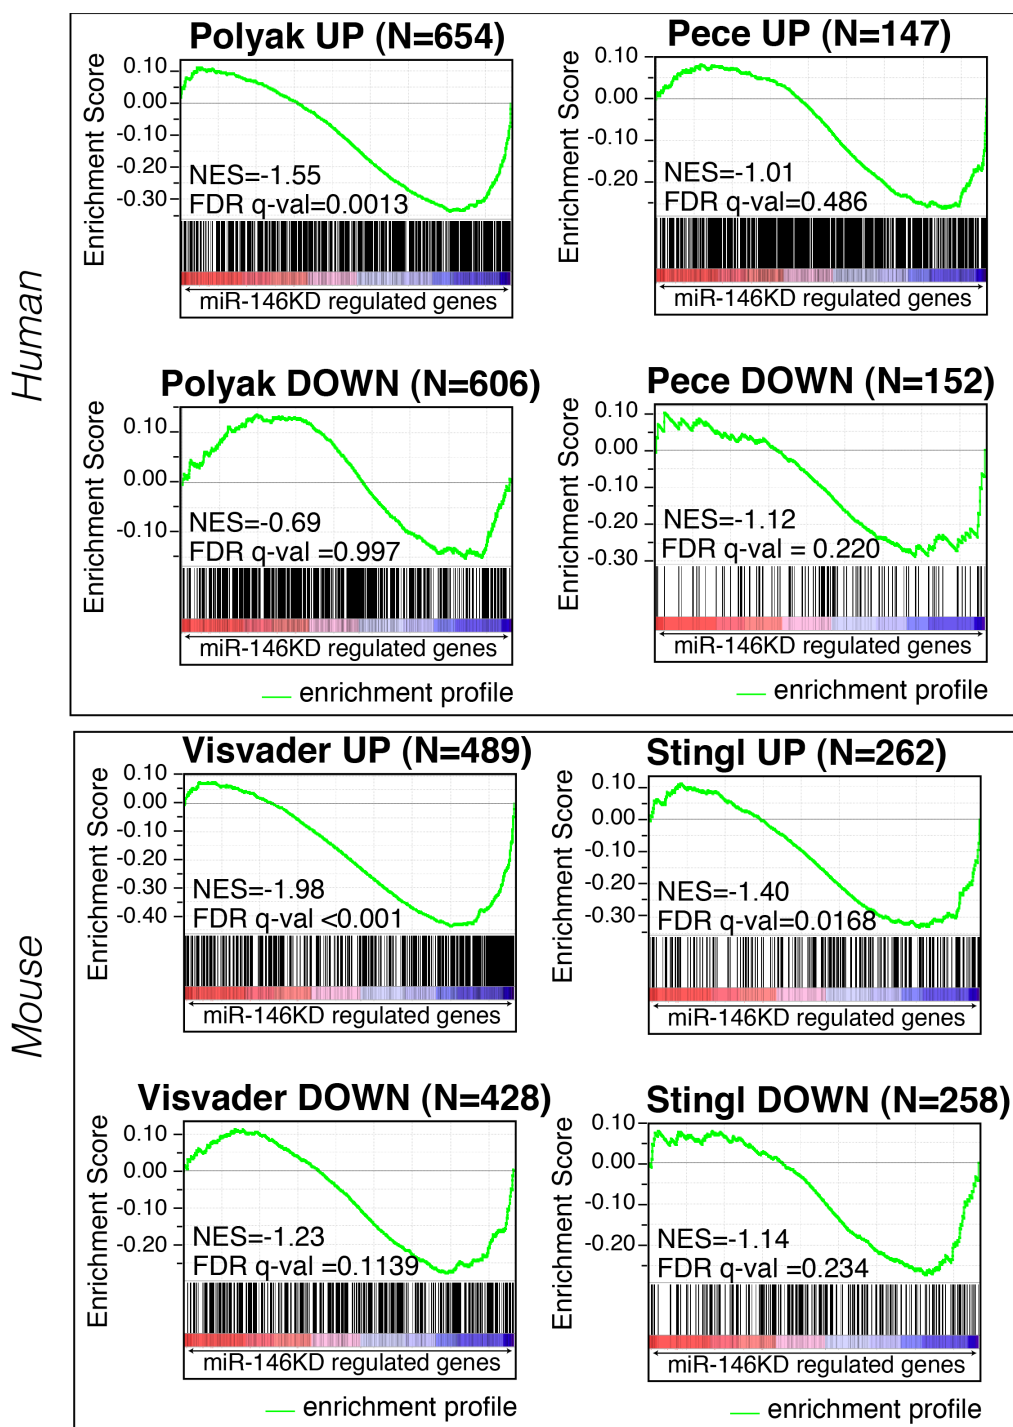 Human
Polyak UP (N=654)
Enrichment Score
0.10
0.00
-0.10
-0.20
-0.30
NES=-1.55
FDR q-val=0.0013
miR-146KD regulated genes
Pece UP (N=147)
Enrichment Score
0.10
0.00
-0.10
-0.20
NES=-1.01
FDR q-val=0.486
miR-146KD regulated genes
Polyak DOWN (N=606)
Enrichment Score
0.10
0.00
-0.10
NES=-0.69
FDR q-val =0.997
miR-146KD regulated genes
enrichment profile
Pece DOWN (N=152)
Enrichment Score
0.10
0.00
-0.10
-0.20
-0.30
NES=-1.12
FDR q-val = 0.220
miR-146KD regulated genes
enrichment profile
Mouse
Visvader UP (N=489)
Enrichment Score
0.10
0.00
-0.10
-0.20
-0.30
-0.40
NES=-1.98
FDR q-val <0.001
miR-146KD regulated genes
Stingl UP (N=262)
Enrichment Score
0.10
0.00
-0.10
-0.20
-0.30
NES=-1.40
FDR q-val=0.0168
miR-146KD regulated genes
Visvader DOWN (N=428)
Enrichment Score
0.10
0.00
-0.10
-0.20
NES=-1.23
FDR q-val =0.1139
miR-146KD regulated genes
enrichment profile
Stingl DOWN (N=258)
Enrichment Score
0.10
0.00
-0.10
-0.20
NES=-1.14
FDR q-val =0.234
miR-146KD regulated genes
enrichment profile